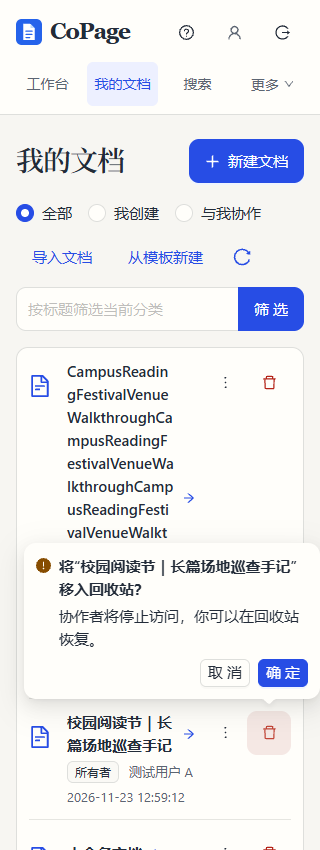 CoPage
工作台 我的文档 搜索 更多
我的文档
新建文档
全部 我创建 与我协作
导入文档 从模板新建
按标题筛选当前分类 筛选
CampusReadin
gFestivalVenue
WalkthroughCa
mpusReadingF
estivalVenueWa
lkthroughCamp
usReadingFesti
valVenueWalkt
将“校园阅读节｜长篇场地巡查手记”
移入回收站？
协作者将停止访问，你可以在回收站
恢复。
取消 确定
校园阅读节｜长
篇场地巡查手记
所有者 测试用户 A
2026-11-23 12:59:12